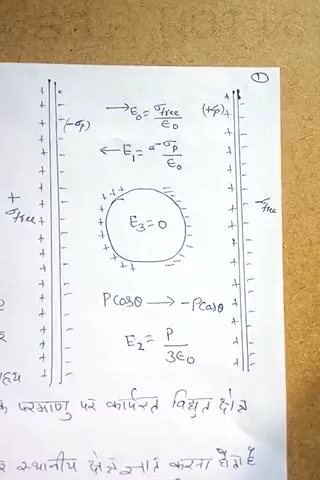 ①
→ E₀ = σfree / ε₀
(-σp)
(+σp)
← E₁ = -σp / ε₀
+ σfree
-σfree
E₃ = 0
Pcosθ → -Pcosθ
E₂ = P / 3ε₀
परमाणु पर कार्यरत विद्युत क्षेत्र
स्थानीय क्षेत्र ज्ञात करना होता है